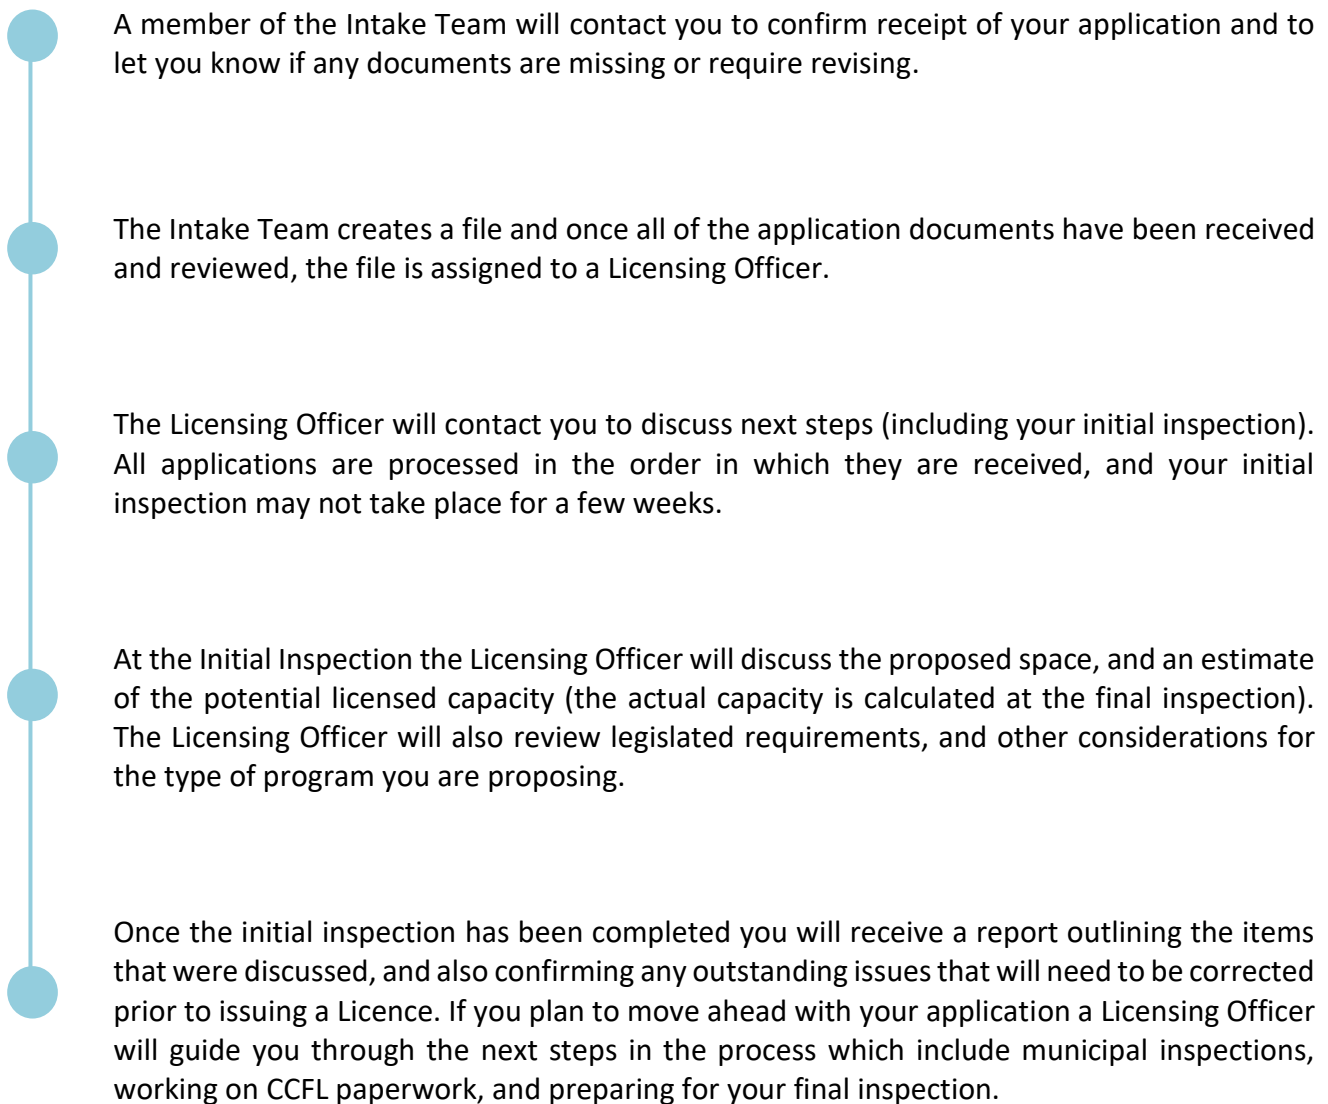 A member of the Intake Team will contact you to confirm receipt of your application and to
let you know if any documents are missing or require revising.
The Intake Team creates a file and once all of the application documents have been received
and reviewed, the file is assigned to a Licensing Officer.
The Licensing Officer will contact you to discuss next steps (including your initial inspection).
All applications are processed in the order in which they are received, and your initial
inspection may not take place for a few weeks.
At the Initial Inspection the Licensing Officer will discuss the proposed space, and an estimate
of the potential licensed capacity (the actual capacity is calculated at the final inspection).
The Licensing Officer will also review legislated requirements, and other considerations for
the type of program you are proposing.
Once the initial inspection has been completed you will receive a report outlining the items
that were discussed, and also confirming any outstanding issues that will need to be corrected
prior to issuing a Licence. If you plan to move ahead with your application a Licensing Officer
will guide you through the next steps in the process which include municipal inspections,
working on CCFL paperwork, and preparing for your final inspection.